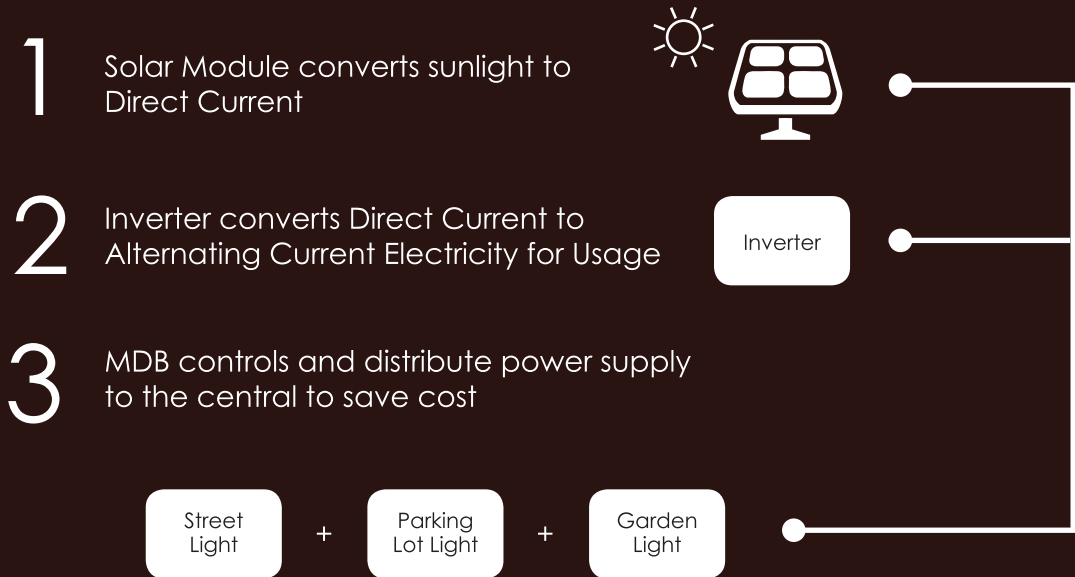 1
Solar Module converts sunlight to
Direct Current
2
Inverter converts Direct Current to
Alternating Current Electricity for Usage
Inverter
3
MDB controls and distribute power supply
to the central to save cost
Street
Light
+
Parking
Lot Light
+
Garden
Light